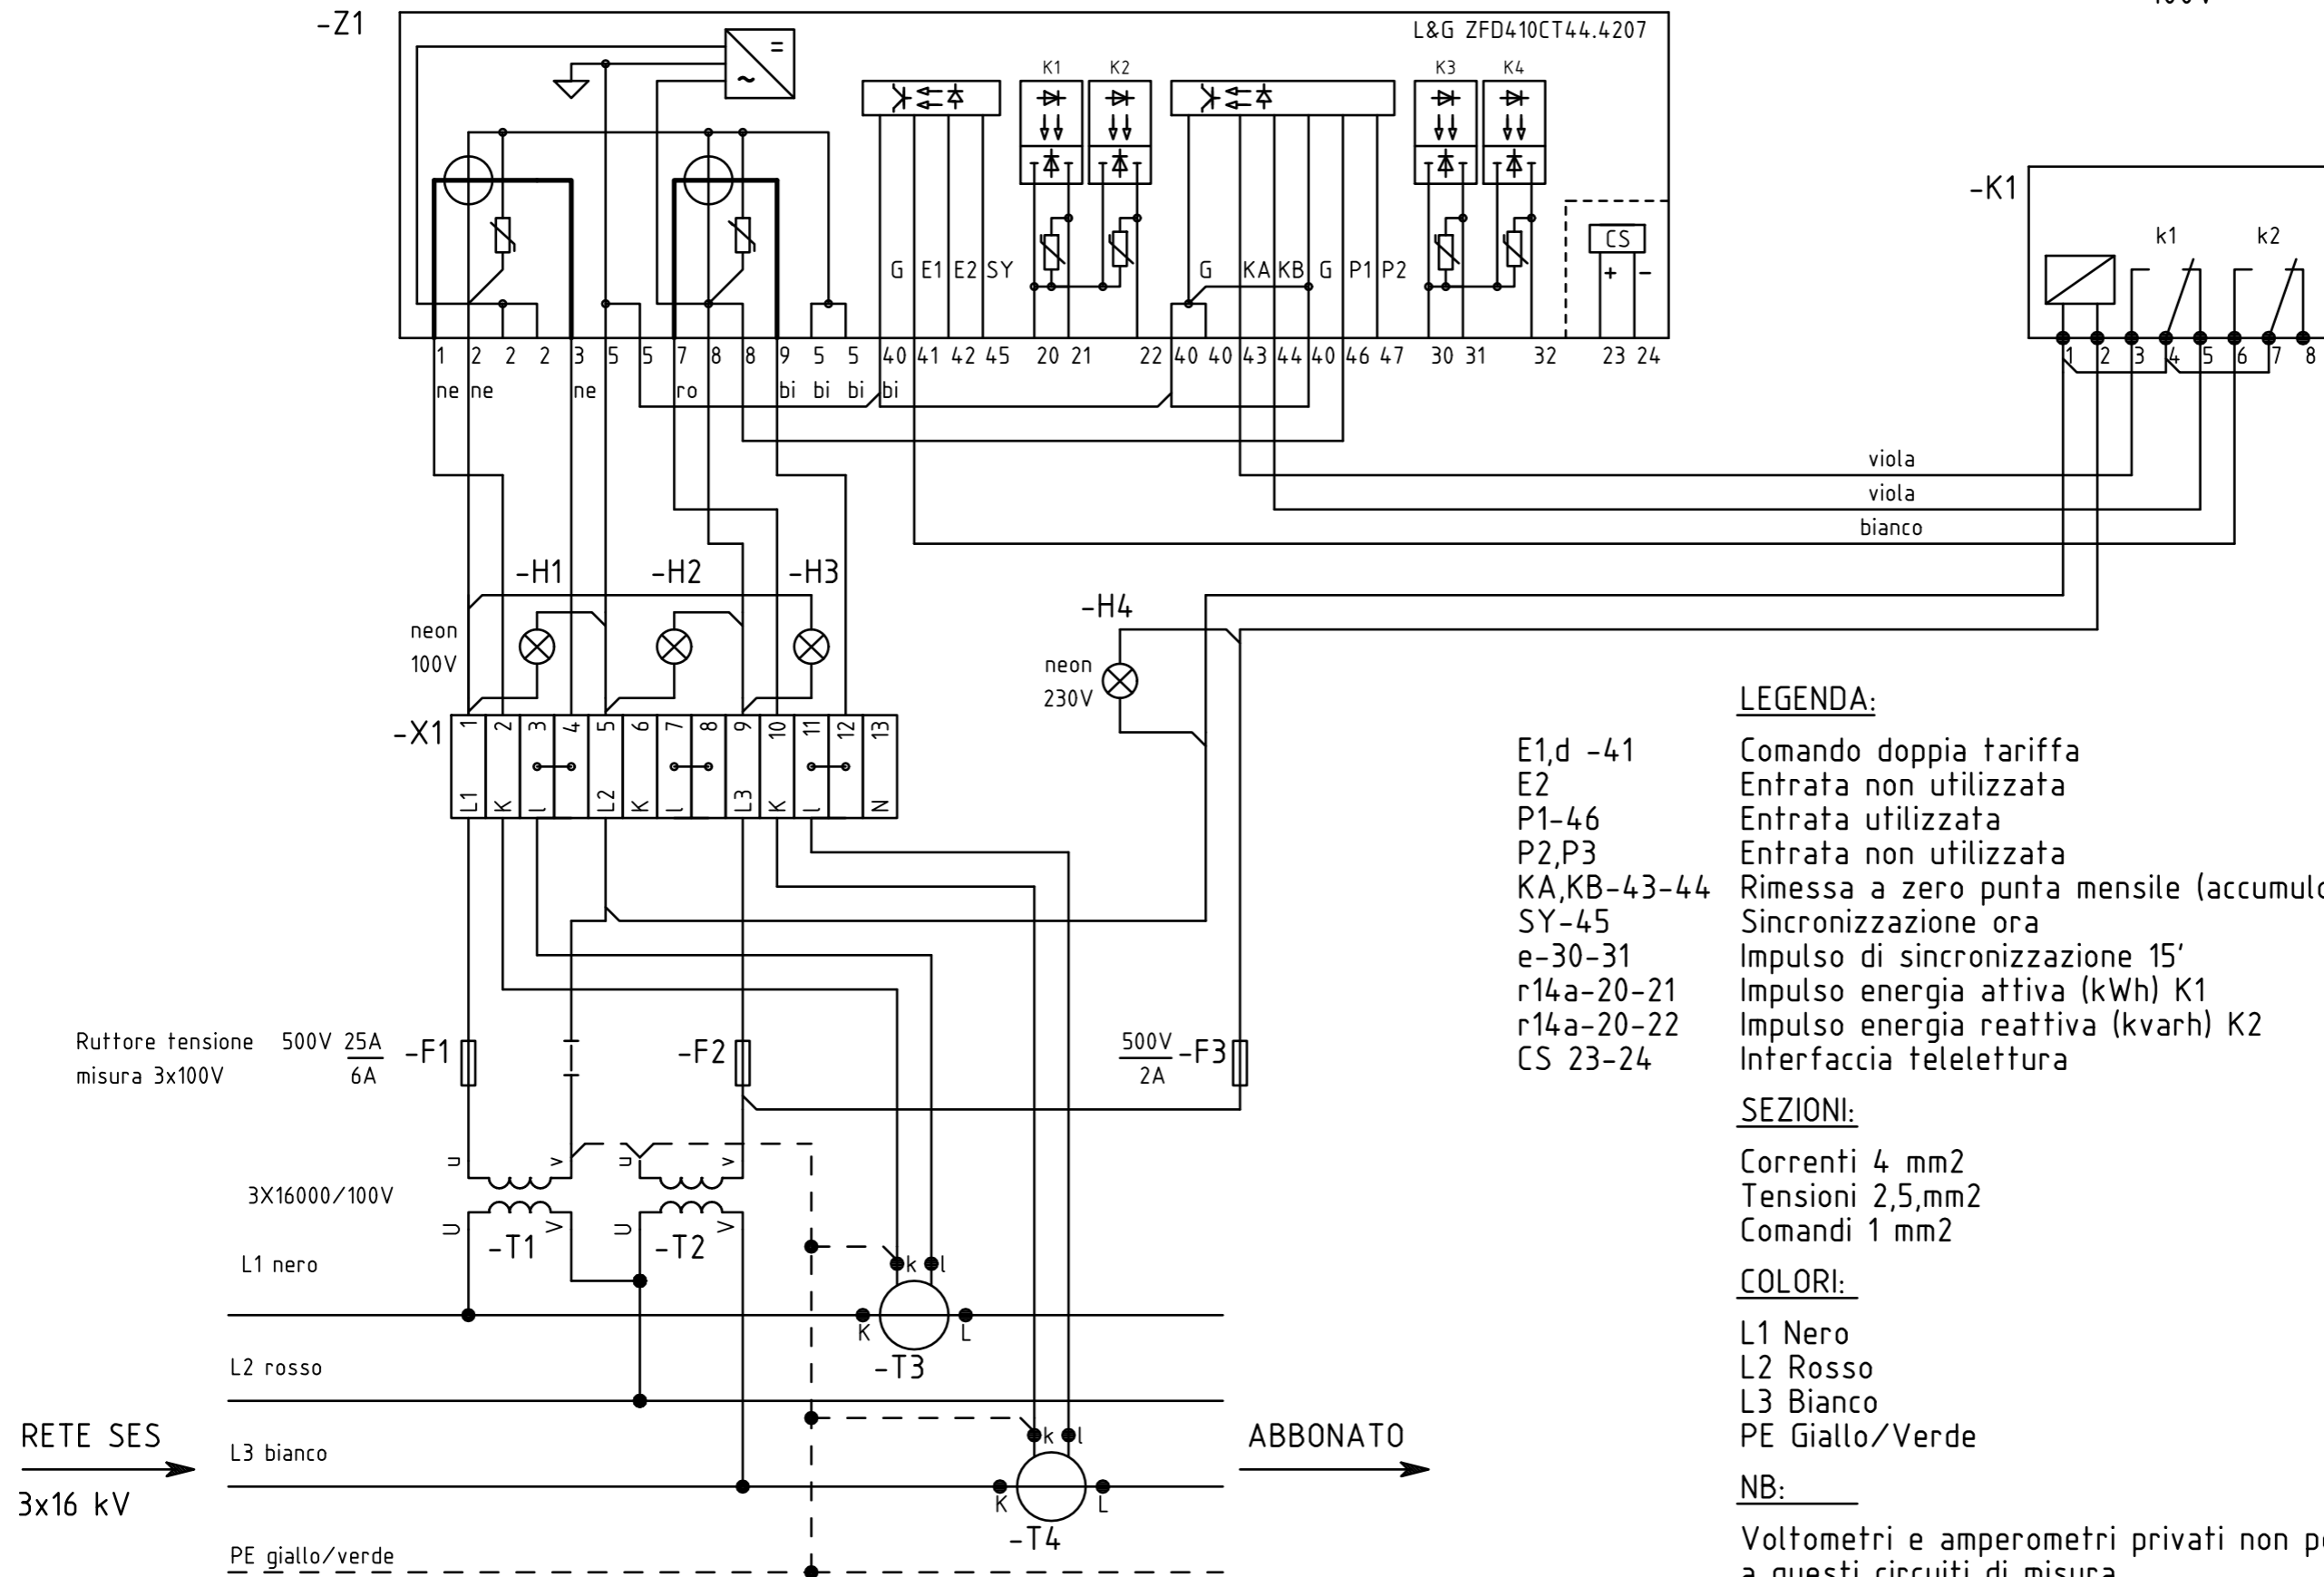 -Z1
L&G ZFD410CT44.4207
K1 K2 K3 K4
G E1 E2 SY G KA KB G P1 P2
CS
+ -
1 2 2 2 3 5 5 7 8 8 9 5 5 40 41 42 45 20 21 22 40 40 43 44 40 46 47 30 31 32 23 24
ne ne ne ro bi bi bi bi
-K1
k1 k2
1 2 3 4 5 6 7 8
viola
viola
bianco
-H1 -H2 -H3
neon
100V
-H4
neon
230V
-X1
1 2 3 4 5 6 7 8 9 10 11 12 13
L1 K l L2 K l L3 K l N
Ruttore tensione
misura 3x100V
500V 25A
6A
-F1
-F2
500V
2A
-F3
u v u v
3X16000/100V
U V U V
-T1 -T2
L1 nero
k l
K L
-T3
L2 rosso
L3 bianco
k l
K L
-T4
PE giallo/verde
RETE SES
3x16 kV
ABBONATO
LEGENDA:
E1,d -41 Comando doppia tariffa
E2 Entrata non utilizzata
P1-46 Entrata utilizzata
P2,P3 Entrata non utilizzata
KA,KB-43-44 Rimessa a zero punta mensile
SY-45 Sincronizzazione ora
e-30-31 Impulso di sincronizzazione 15'
r14a-20-21 Impulso energia attiva (kWh) K1
r14a-20-22 Impulso energia reattiva (kvarh) K2
CS 23-24 Interfaccia telelettura
SEZIONI:
Correnti 4 mm2
Tensioni 2,5,mm2
Comandi 1 mm2
COLORI:
L1 Nero
L2 Rosso
L3 Bianco
PE Giallo/Verde
NB:
Voltometri e amperometri privati non
a questi circuiti di misura